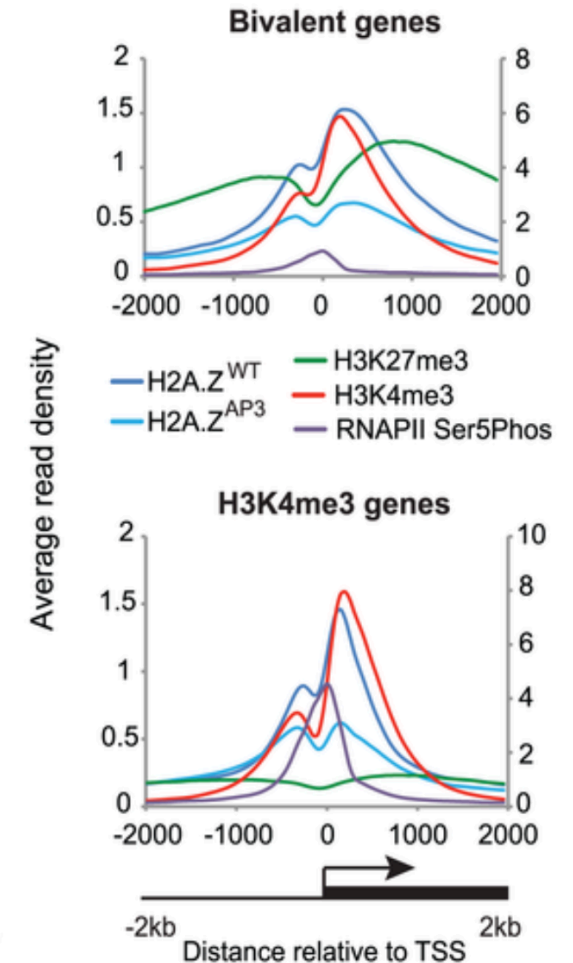 Bivalent genes
2
1.5
1
0.5
0
8
6
4
2
0
-2000 -1000 0 1000 2000
H2A.Z^WT
H2A.Z^AP3
H3K27me3
H3K4me3
RNAPII Ser5Phos
Average read density
H3K4me3 genes
2
1.5
1
0.5
0
10
8
6
4
2
0
-2000 -1000 0 1000 2000
-2kb 2kb
Distance relative to TSS